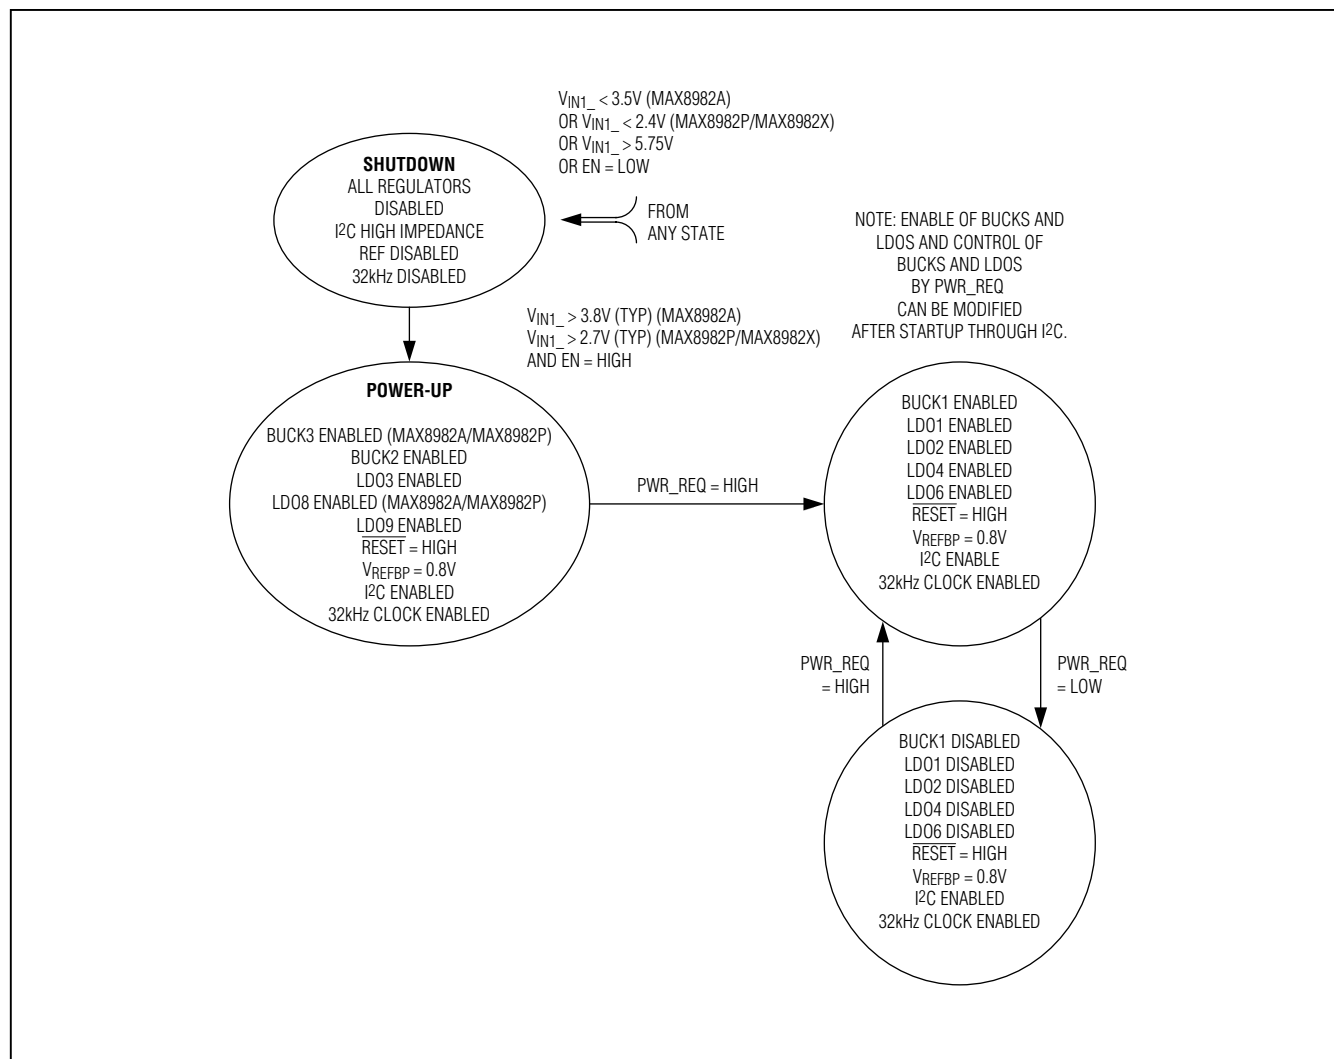 V_IN1_ < 3.5V (MAX8982A)
OR V_IN1_ < 2.4V (MAX8982P/MAX8982X)
OR V_IN1_ > 5.75V
OR EN = LOW
SHUTDOWN
ALL REGULATORS
DISABLED
I²C HIGH IMPEDANCE
REF DISABLED
32kHz DISABLED
FROM
ANY STATE
NOTE: ENABLE OF BUCKS AND
LDOS AND CONTROL OF
BUCKS AND LDOS
BY PWR_REQ
CAN BE MODIFIED
AFTER STARTUP THROUGH I²C.
V_IN1_ > 3.8V (TYP) (MAX8982A)
V_IN1_ > 2.7V (TYP) (MAX8982P/MAX8982X)
AND EN = HIGH
POWER-UP
BUCK3 ENABLED (MAX8982A/MAX8982P)
BUCK2 ENABLED
LDO3 ENABLED
LDO8 ENABLED (MAX8982A/MAX8982P)
LDO9 ENABLED
R̅E̅S̅E̅T̅ = HIGH
V_REFBP = 0.8V
I²C ENABLED
32kHz CLOCK ENABLED
PWR_REQ = HIGH
BUCK1 ENABLED
LDO1 ENABLED
LDO2 ENABLED
LDO4 ENABLED
LDO6 ENABLED
R̅E̅S̅E̅T̅ = HIGH
V_REFBP = 0.8V
I²C ENABLE
32kHz CLOCK ENABLED
PWR_REQ
= HIGH
PWR_REQ
= LOW
BUCK1 DISABLED
LDO1 DISABLED
LDO2 DISABLED
LDO4 DISABLED
LDO6 DISABLED
R̅E̅S̅E̅T̅ = HIGH
V_REFBP = 0.8V
I²C ENABLED
32kHz CLOCK ENABLED